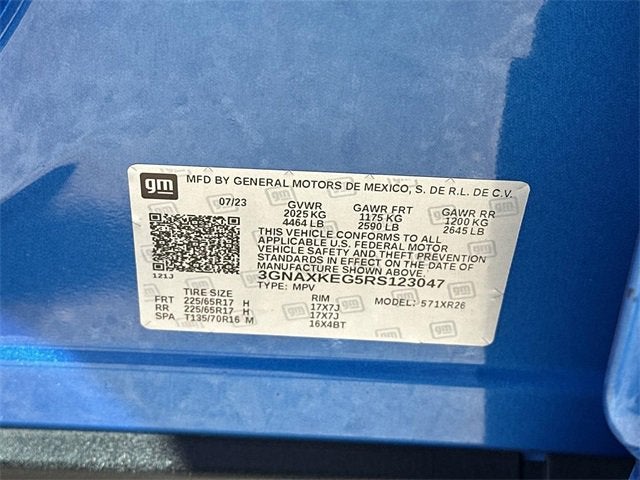 gm MFD BY GENERAL MOTORS DE MEXICO, S. DE R.L. DE C.V.
07/23 GVWR GAWR FRT GAWR RR
2025 KG 1175 KG 1200 KG
4464 LB 2590 LB 2645 LB
THIS VEHICLE CONFORMS TO ALL
APPLICABLE U.S. FEDERAL MOTOR
VEHICLE SAFETY AND THEFT PREVENTION
STANDARDS IN EFFECT ON THE DATE OF
MANUFACTURE SHOWN ABOVE.
121J 3GNAXKEG5RS123047
TYPE: MPV MODEL: 571XR26
TIRE SIZE RIM
FRT 225/65R17 H 17X7J
RR 225/65R17 H 17X7J
SPA T135/70R16 M 16X4BT